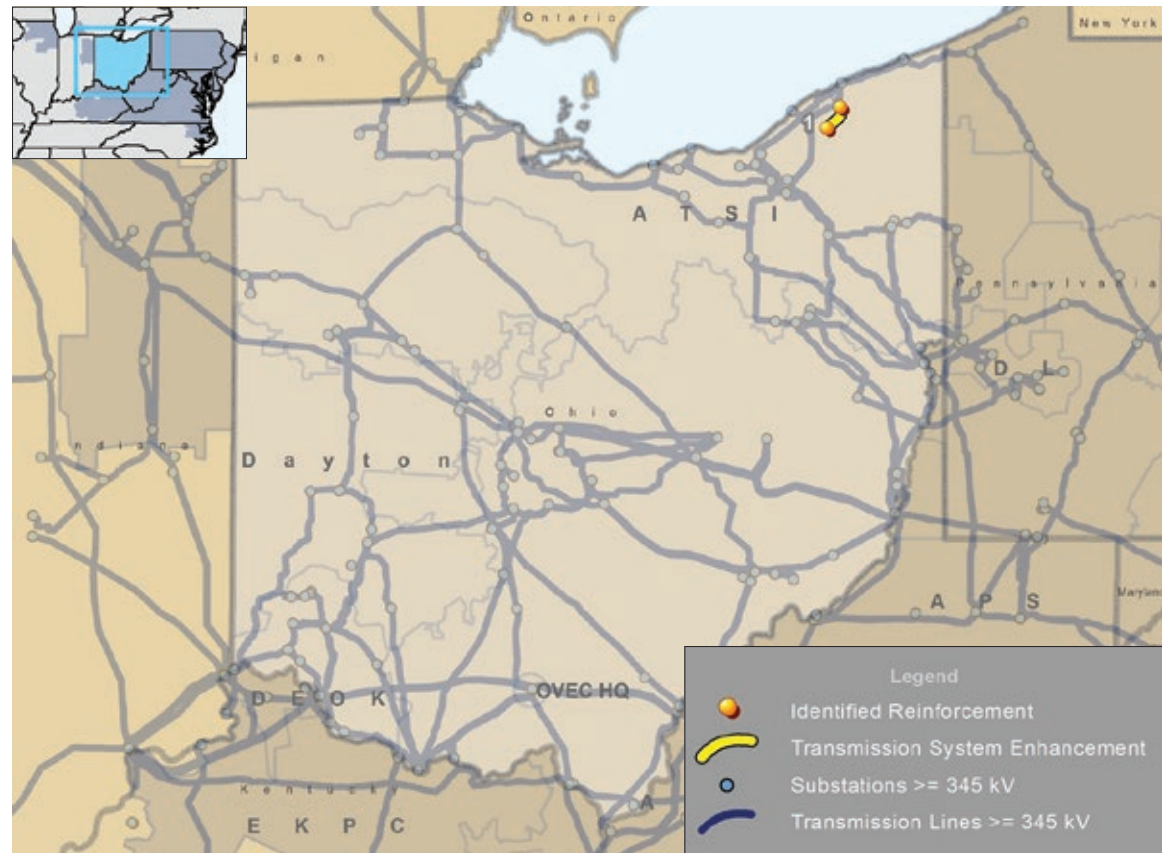 Ontario
New York
igan
1
A T S I
Pennsylvania
D L
Ohio
Indiana
Dayton
Maryland
A P S
OVEC HQ
D E O K
Kentucky
A
E K P C
Legend
Identified Reinforcement
Transmission System Enhancement
Substations >= 345 kV
Transmission Lines >= 345 kV